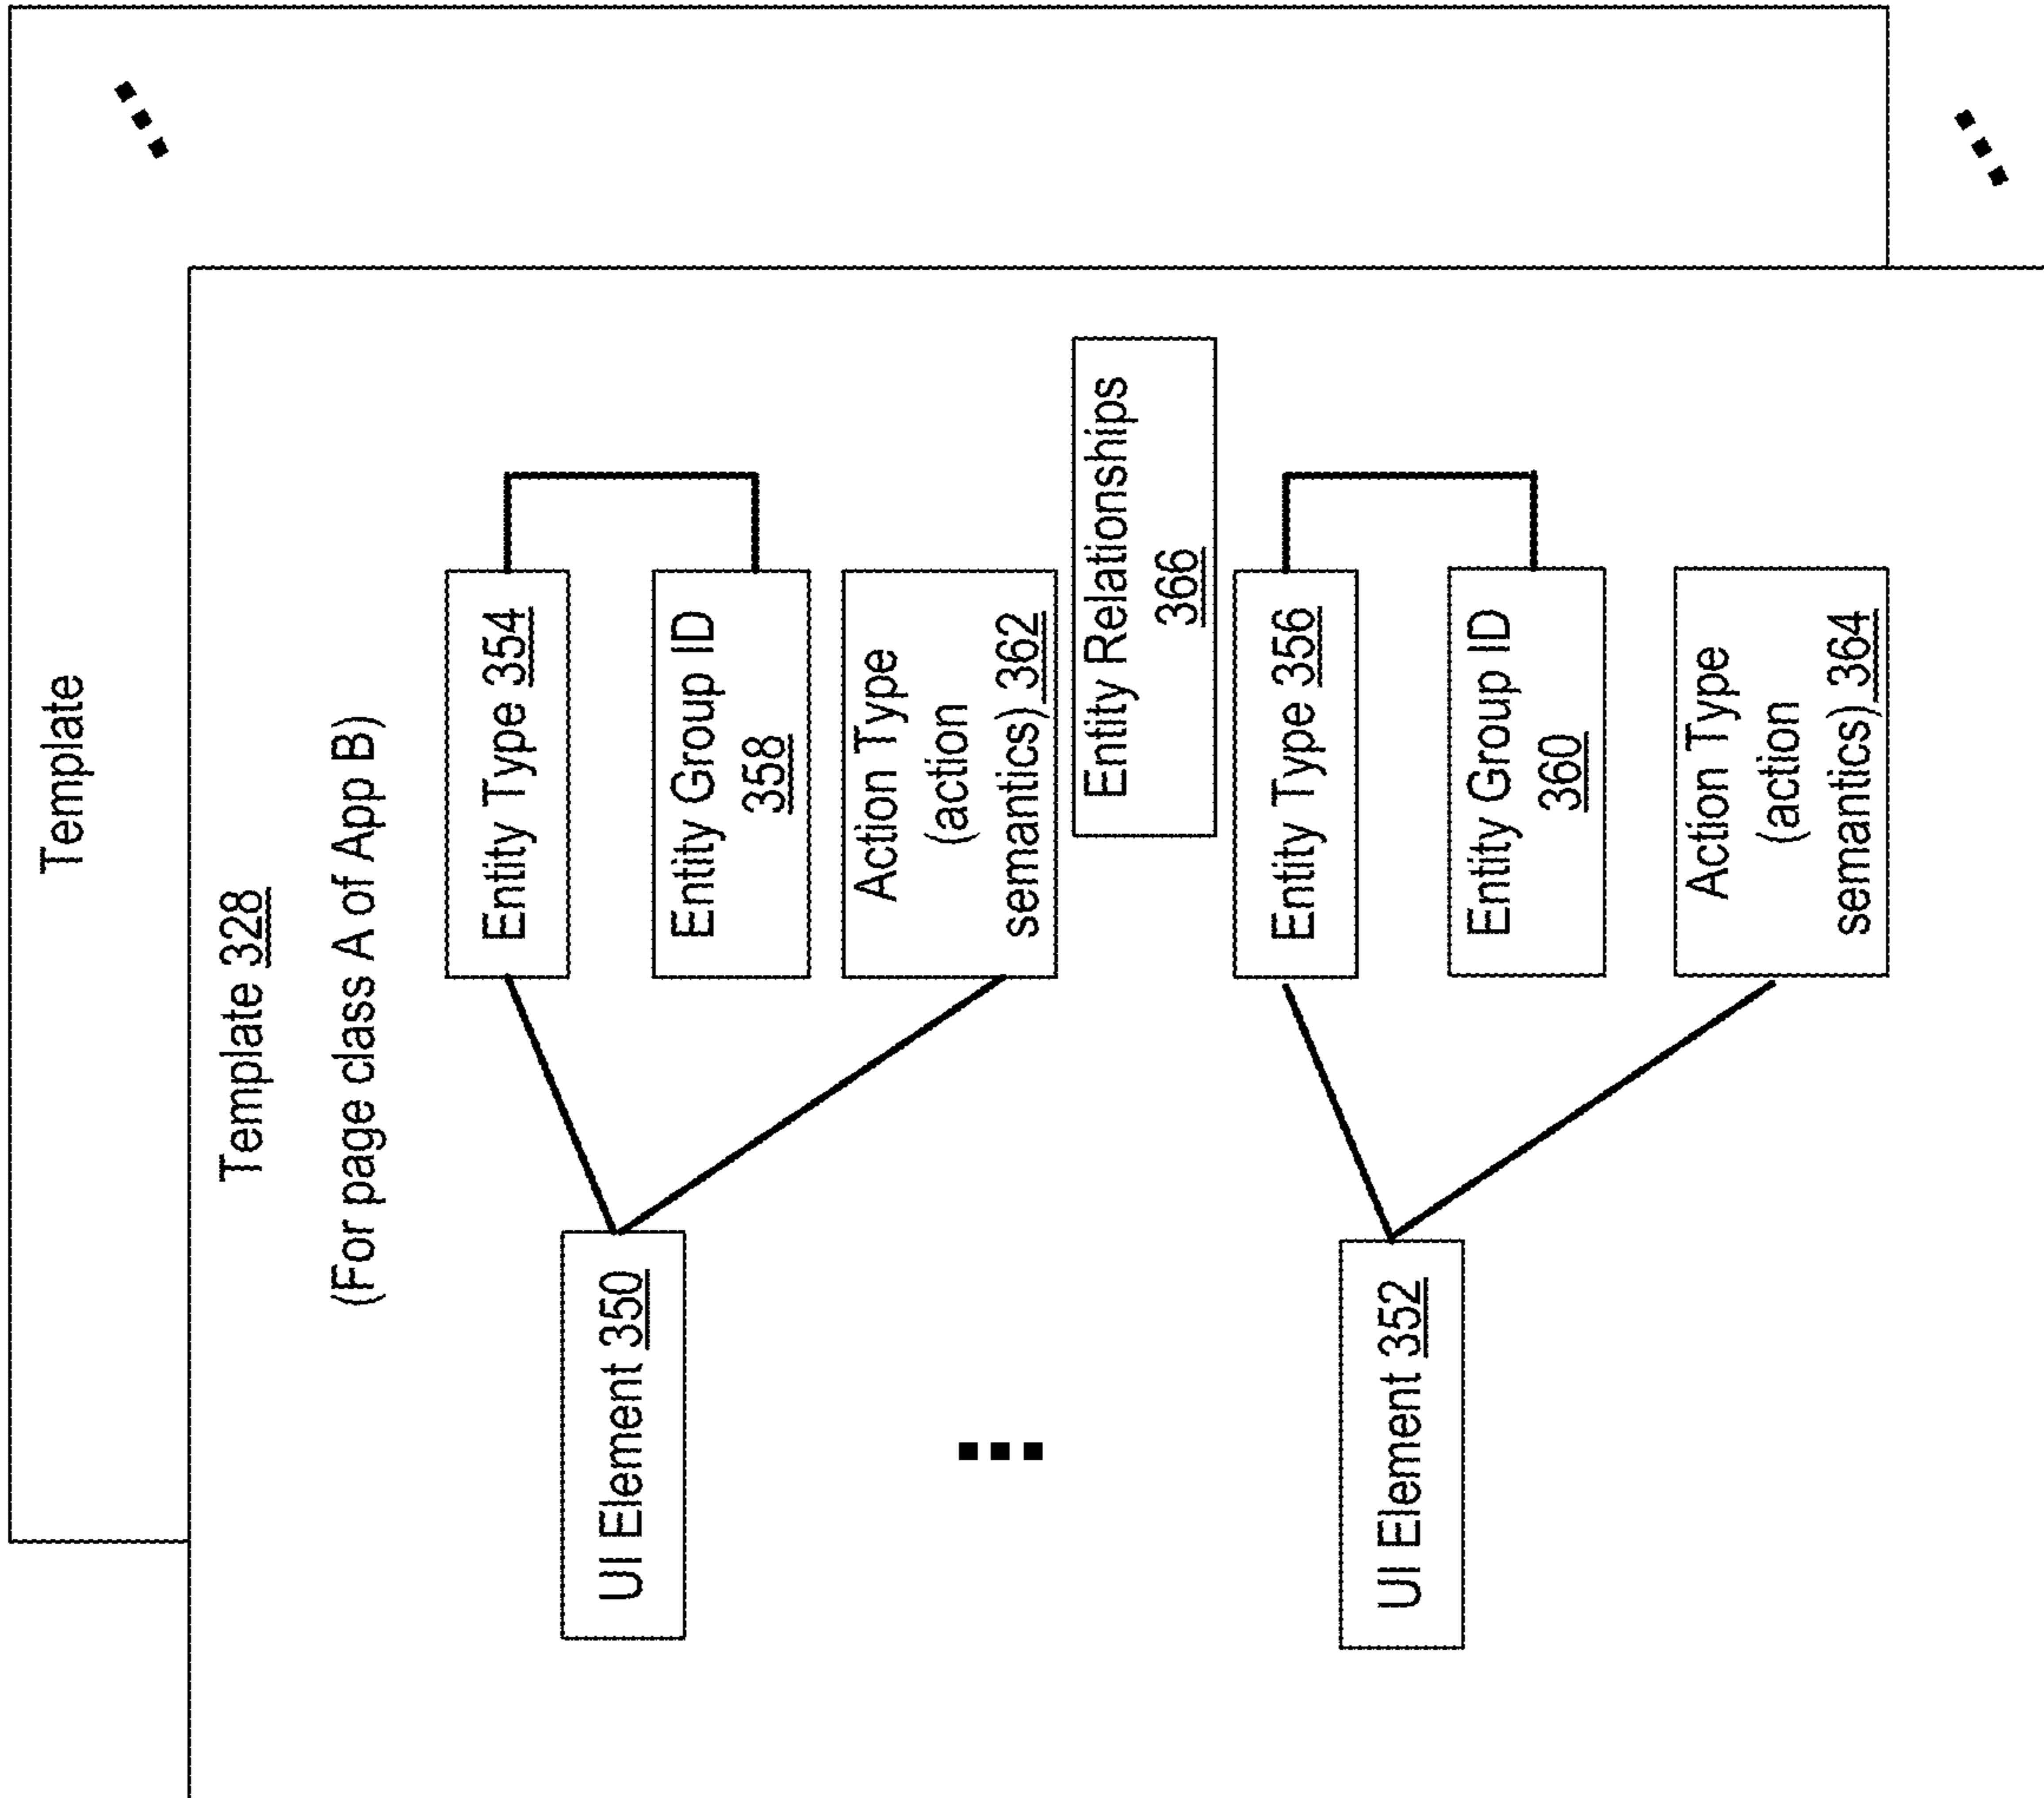 Template
Template 328
(For page class A of App B)
UI Element 350
Entity Type 354
Entity Group ID
358
Action Type
(action
semantics) 362
Entity Relationships
366
UI Element 352
Entity Type 356
Entity Group ID
360
Action Type
(action
semantics) 364